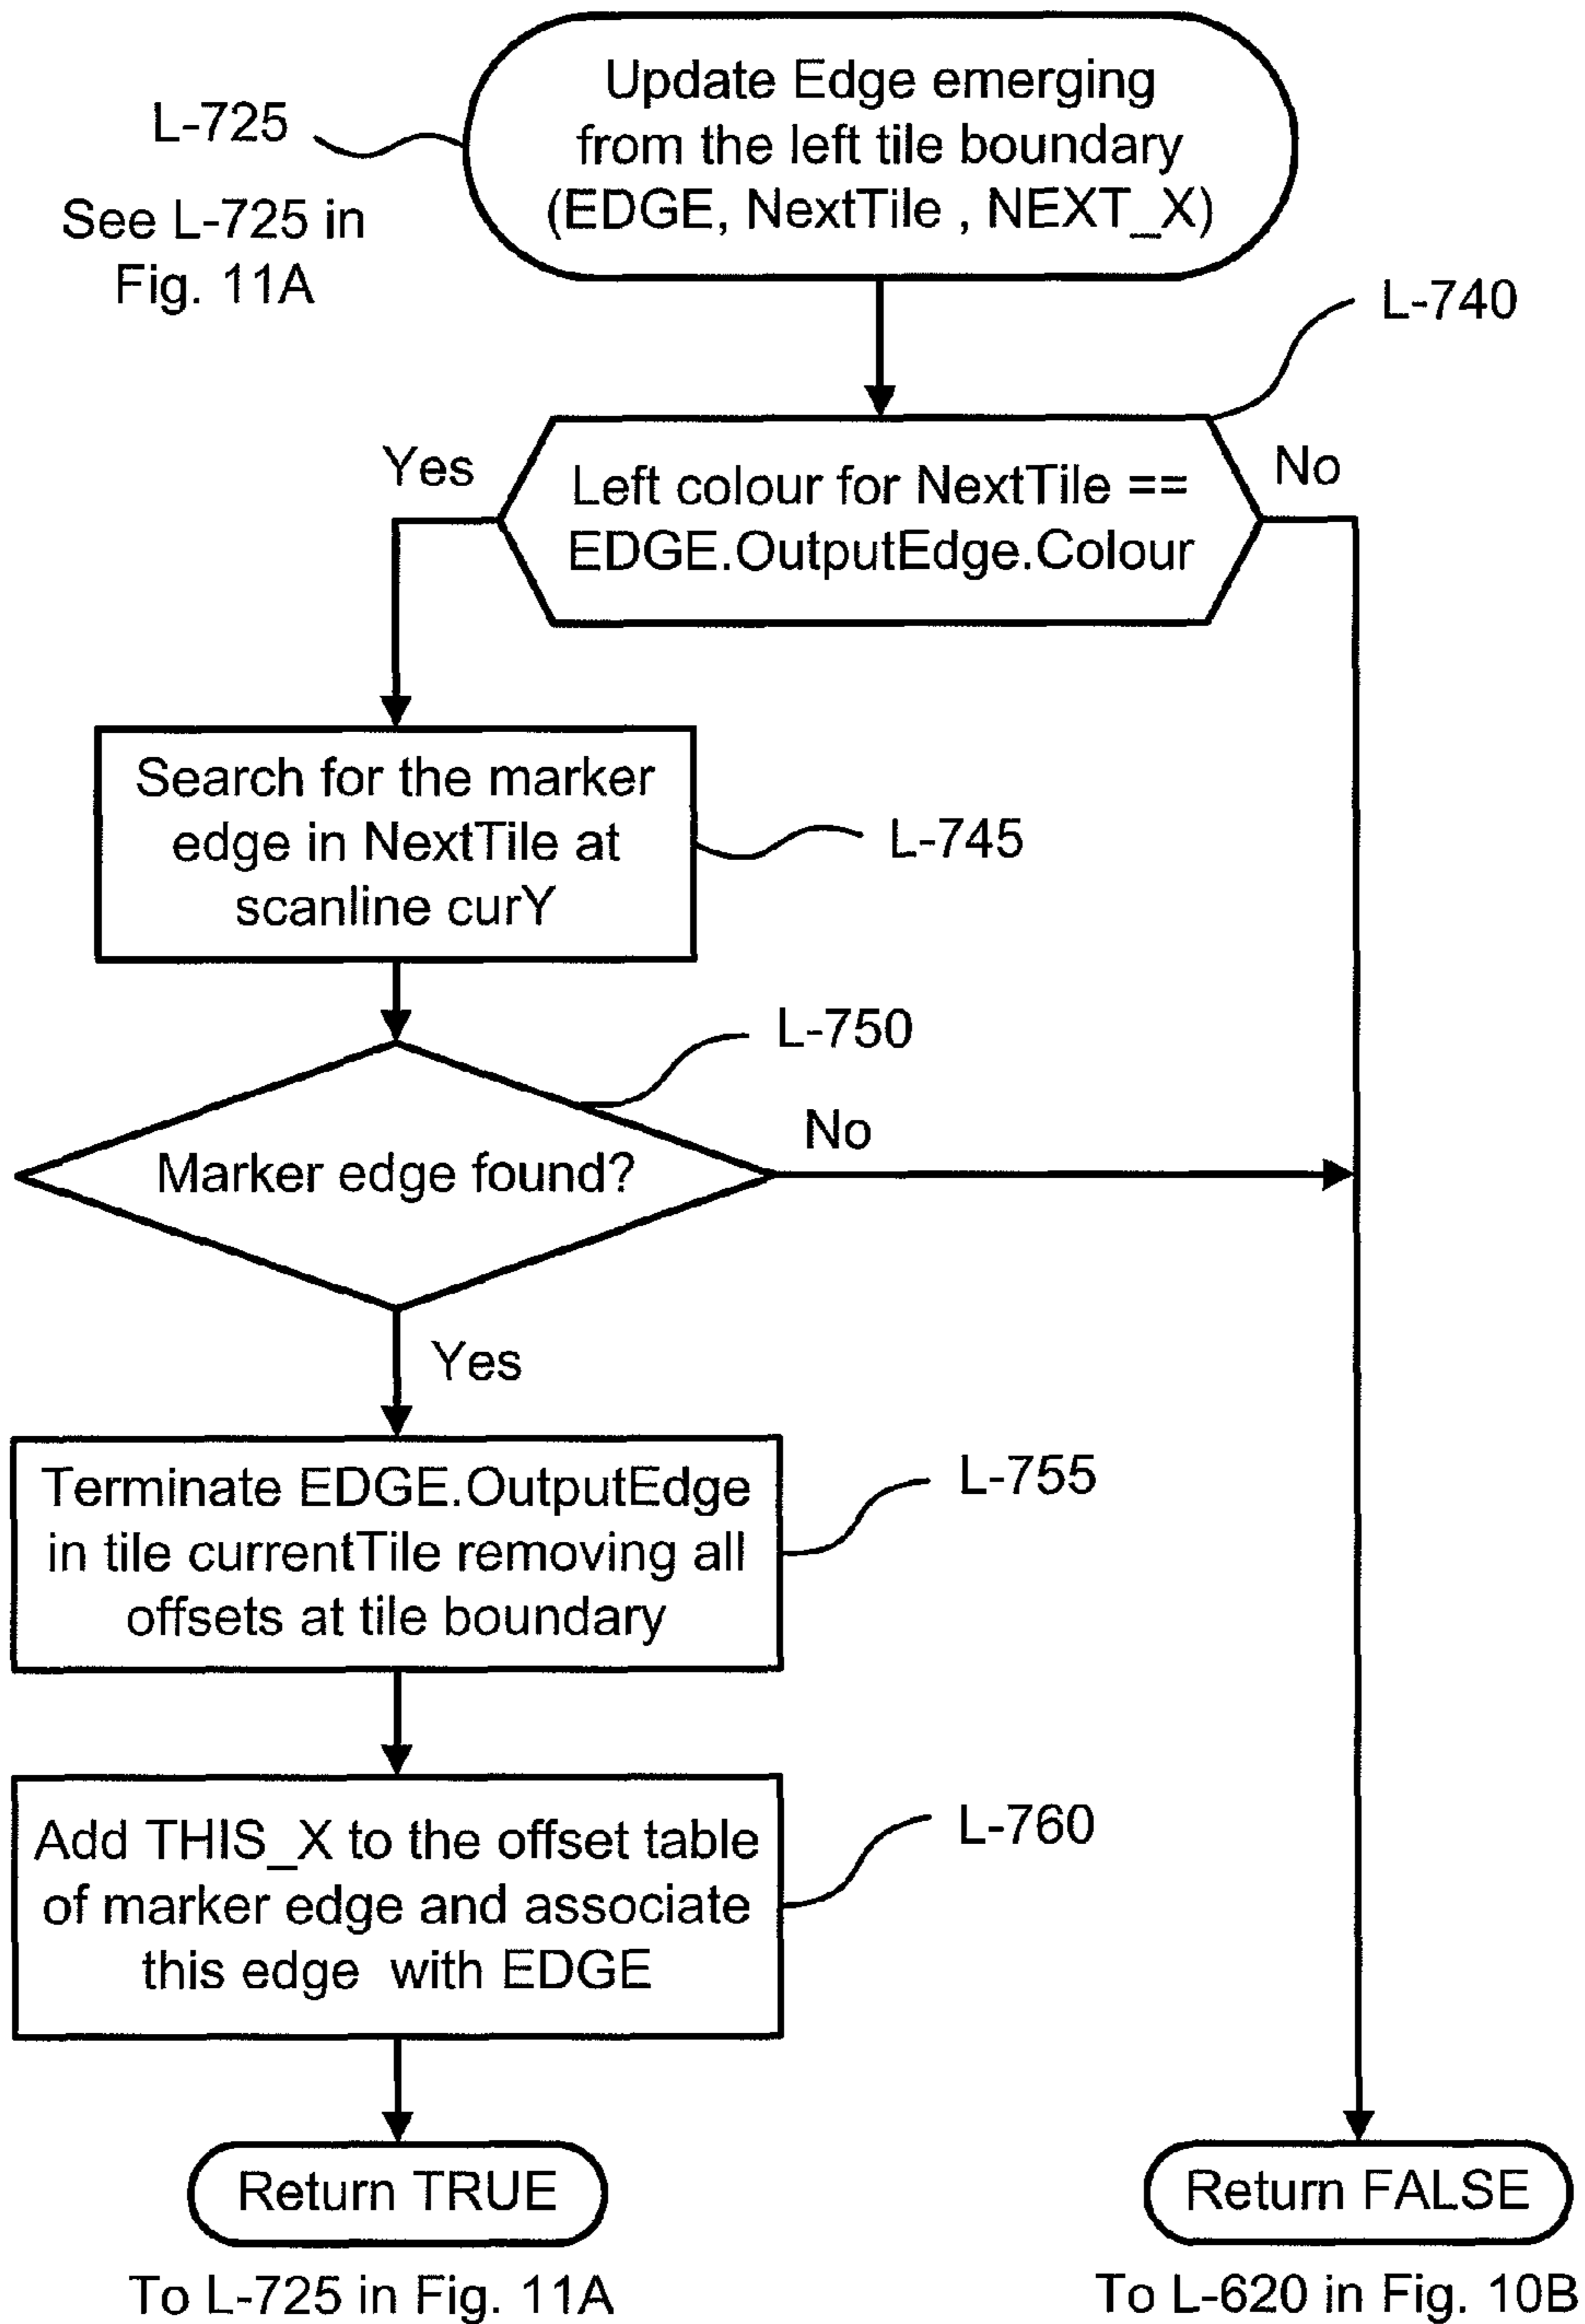 Update Edge emerging
from the left tile boundary
(EDGE, NextTile , NEXT_X)
L-725
See L-725 in
Fig. 11A
L-740
Yes
Left colour for NextTile ==
EDGE.OutputEdge.Colour
No
Search for the marker
edge in NextTile at
scanline curY
L-745
L-750
Marker edge found?
No
Yes
Terminate EDGE.OutputEdge
in tile currentTile removing all
offsets at tile boundary
L-755
Add THIS_X to the offset table
of marker edge and associate
this edge with EDGE
L-760
Return TRUE
To L-725 in Fig. 11A
Return FALSE
To L-620 in Fig. 10B